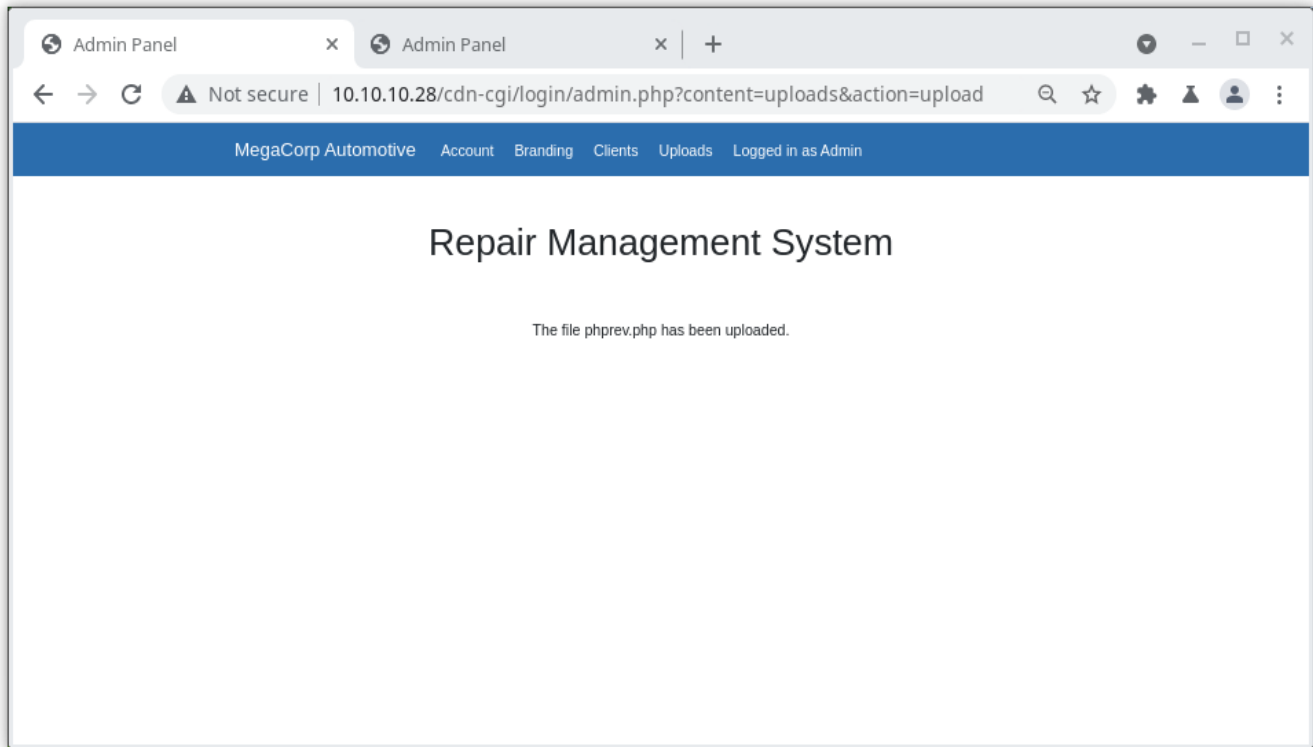 Admin Panel Admin Panel
Not secure 10.10.10.28/cdn-cgi/login/admin.php?content=uploads&action=upload
MegaCorp Automotive Account Branding Clients Uploads Logged in as Admin
Repair Management System
The file phprev.php has been uploaded.